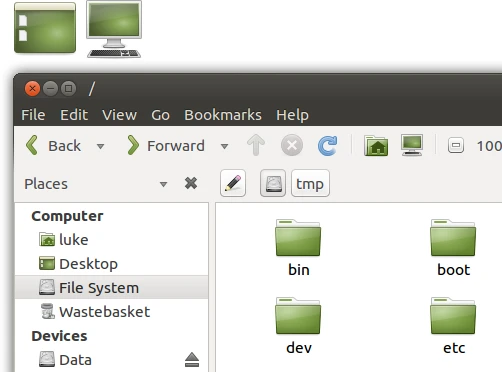 /
File Edit View Go Bookmarks Help
Back Forward 100
Places tmp
Computer
luke
Desktop
File System
Wastebasket
Devices
Data
bin boot
dev etc